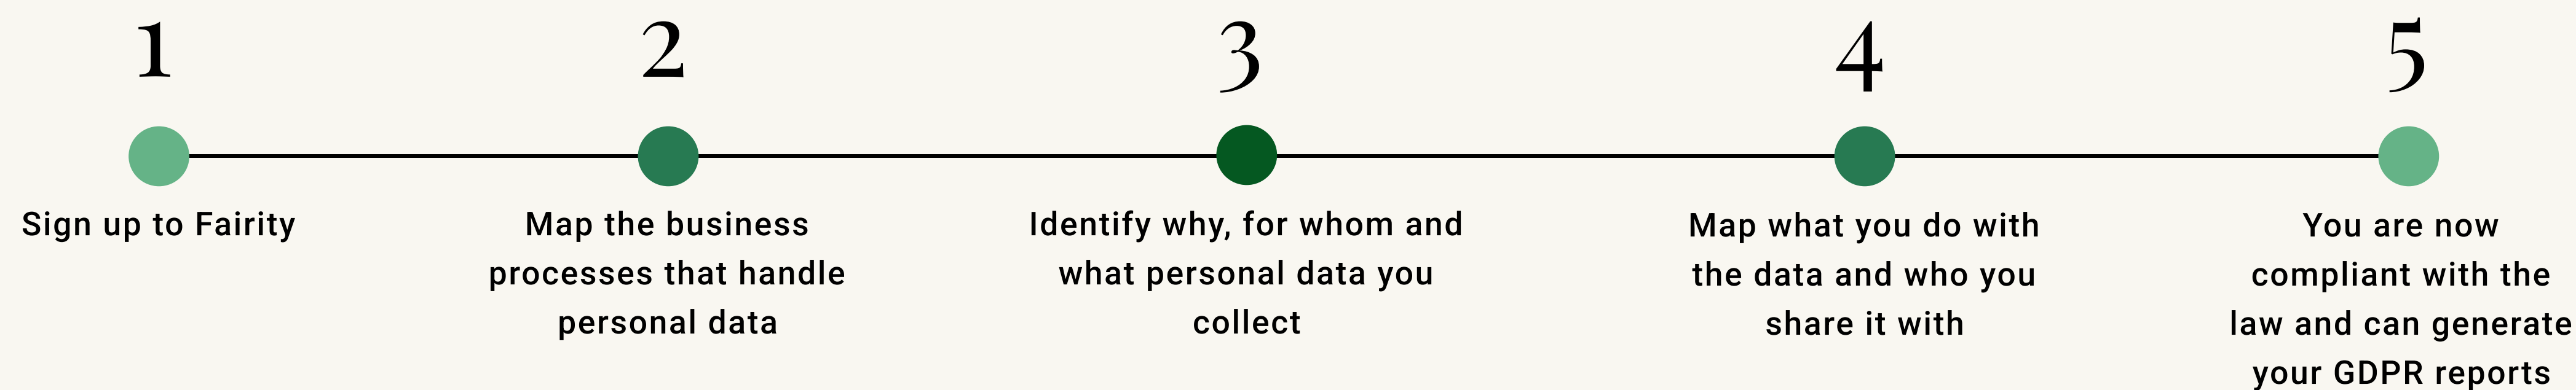 1
Sign up to Fairity
2
Map the business
processes that handle
personal data
3
Identify why, for whom and
what personal data you
collect
4
Map what you do with
the data and who you
share it with
5
You are now
compliant with the
law and can generate
your GDPR reports